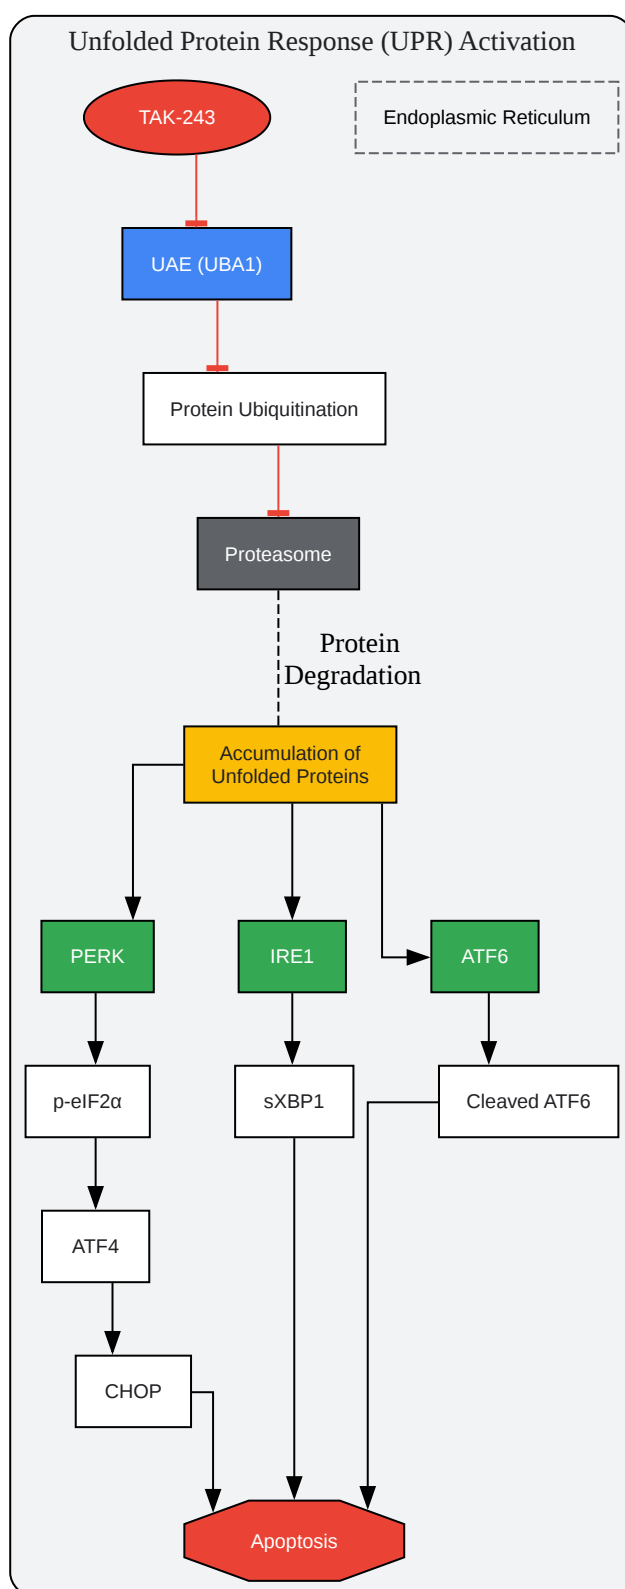 Unfolded Protein Response (UPR) Activation
TAK-243
Endoplasmic Reticulum
UAE (UBA1)
Protein Ubiquitination
Proteasome
Protein
Degradation
Accumulation of
Unfolded Proteins
PERK
IRE1
ATF6
p-eIF2α
sXBP1
Cleaved ATF6
ATF4
CHOP
Apoptosis